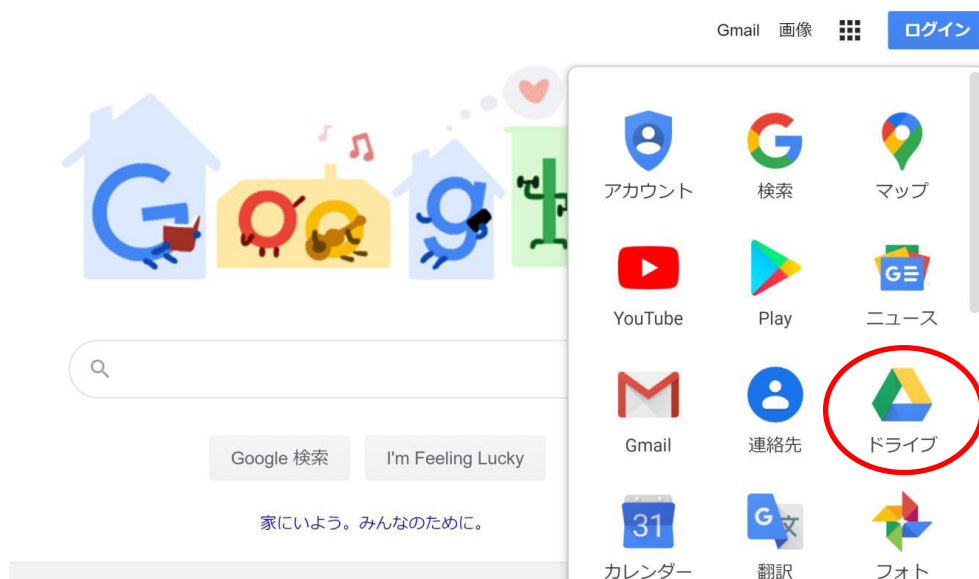 Gmail 画像 ログイン
アカウント 検索 マップ
YouTube Play ニュース
Gmail 連絡先 ドライブ
31
カレンダー 翻訳 フォト
Google 検索 I'm Feeling Lucky
家にいよう。みんなのために。